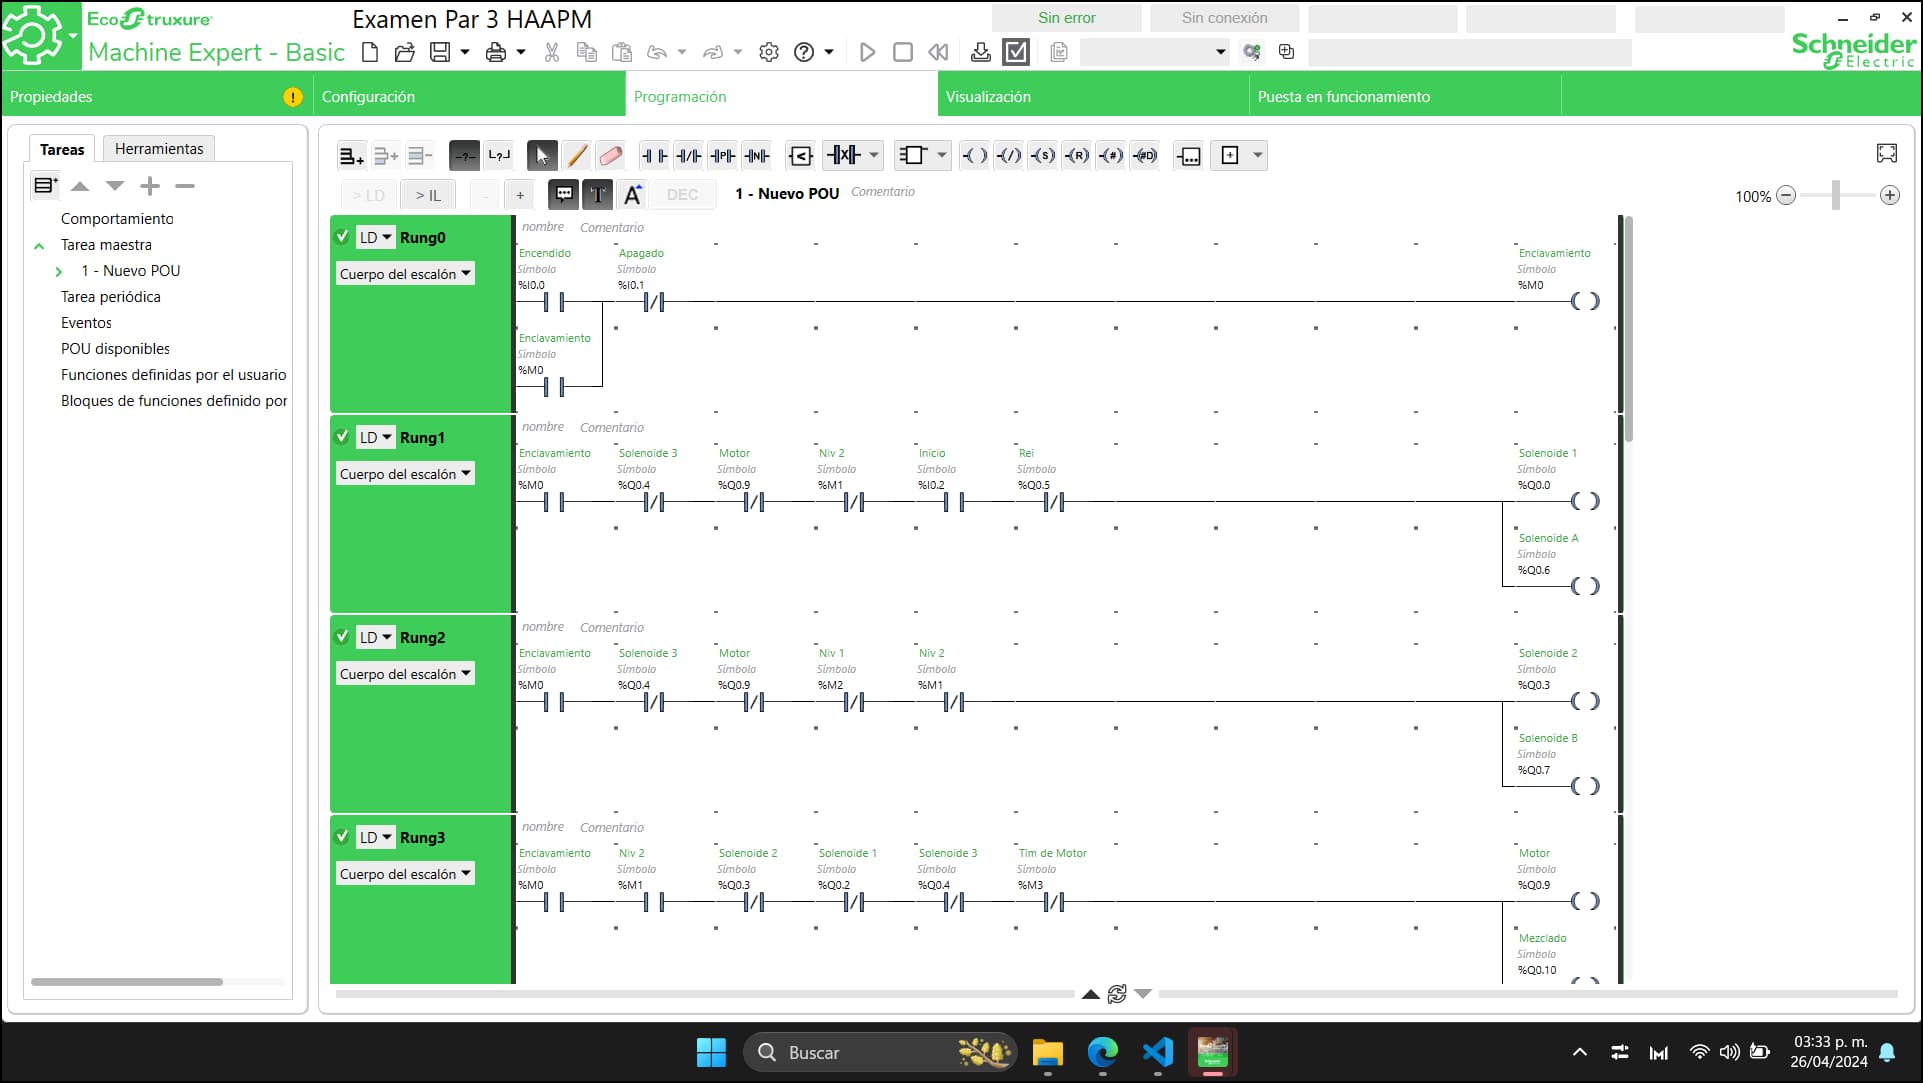 EcoStruxure
Machine Expert - Basic
Examen Par 3 HAAPM
Sin error
Sin conexión
Schneider
Electric
Propiedades
Configuración
Programación
Visualización
Puesta en funcionamiento
Tareas
Herramientas
Comportamiento
Tarea maestra
1 - Nuevo POU
Tarea periódica
Eventos
POU disponibles
Funciones definidas por el usuario
Bloques de funciones definido por
> LD
> IL
-
+
T
A
DEC
1 - Nuevo POU
Comentario
100%
LD
Rung0
Cuerpo del escalón
nombre Comentario
Encendido Apagado Enclavamiento
Símbolo Símbolo Símbolo
%I0.0 %I0.1 %M0
Enclavamiento
Símbolo
%M0
LD
Rung1
Cuerpo del escalón
nombre Comentario
Enclavamiento Solenoide 3 Motor Niv 2 Inicio Rei Solenoide 1
Símbolo Símbolo Símbolo Símbolo Símbolo Símbolo Símbolo
%M0 %Q0.4 %Q0.9 %M1 %I0.2 %Q0.5 %Q0.0
Solenoide A
Símbolo
%Q0.6
LD
Rung2
Cuerpo del escalón
nombre Comentario
Enclavamiento Solenoide 3 Motor Niv 1 Niv 2 Solenoide 2
Símbolo Símbolo Símbolo Símbolo Símbolo Símbolo
%M0 %Q0.4 %Q0.9 %M2 %M1 %Q0.3
Solenoide B
Símbolo
%Q0.7
LD
Rung3
Cuerpo del escalón
nombre Comentario
Enclavamiento Niv 2 Solenoide 2 Solenoide 1 Solenoide 3 Tim de Motor Motor
Símbolo Símbolo Símbolo Símbolo Símbolo Símbolo Símbolo
%M0 %M1 %Q0.3 %Q0.2 %Q0.4 %M3 %Q0.9
Mezclado
Símbolo
%Q0.10
Buscar
03:33 p. m.
26/04/2024